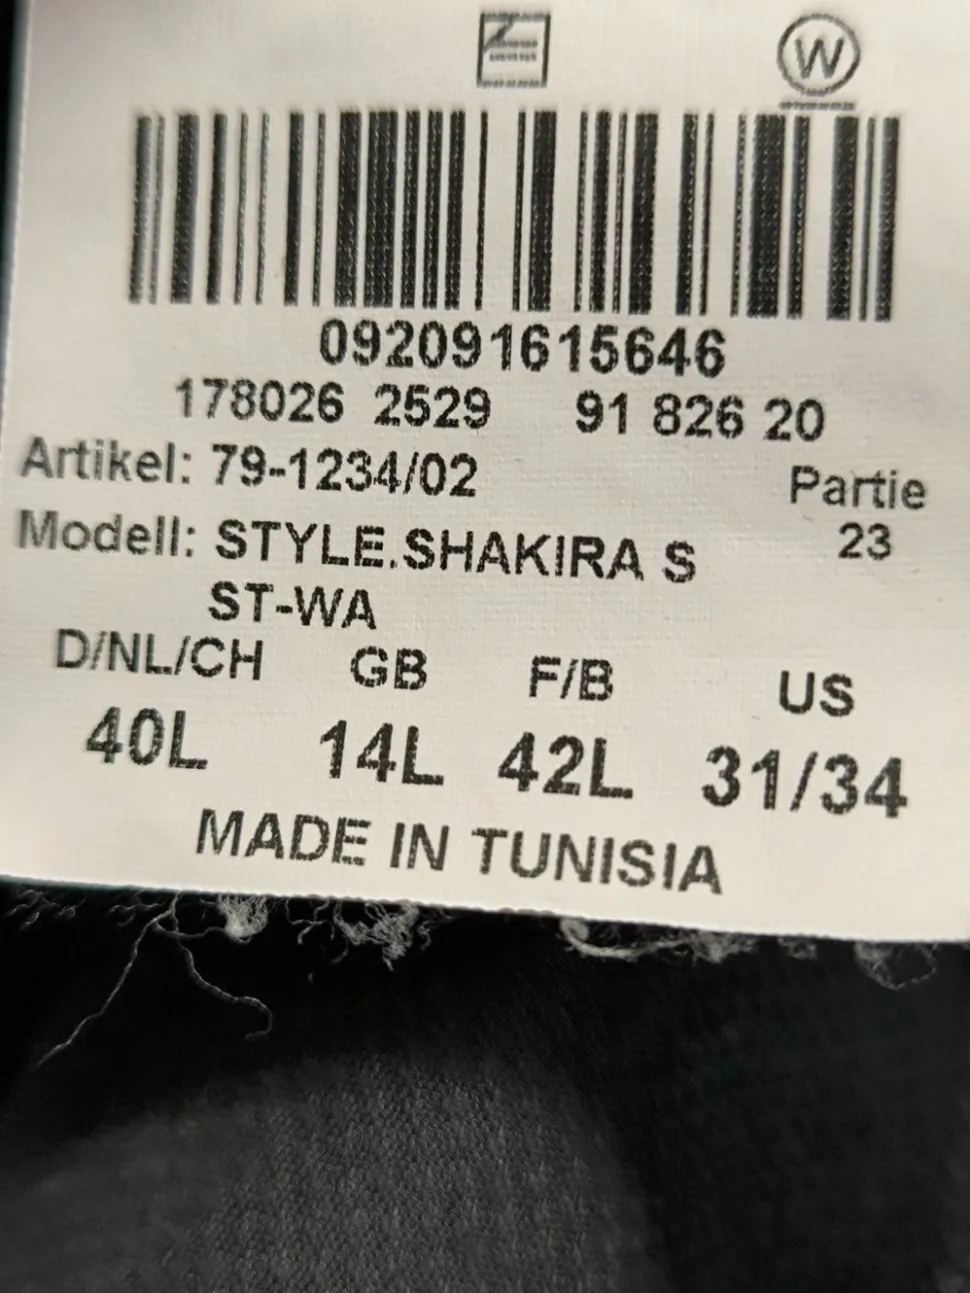 W
092091615646
178026 2529 91 826 20
Artikel: 79-1234/02 Partie
Modell: STYLE.SHAKIRA S 23
ST-WA
D/NL/CH GB F/B US
40L 14L 42L 31/34
MADE IN TUNISIA